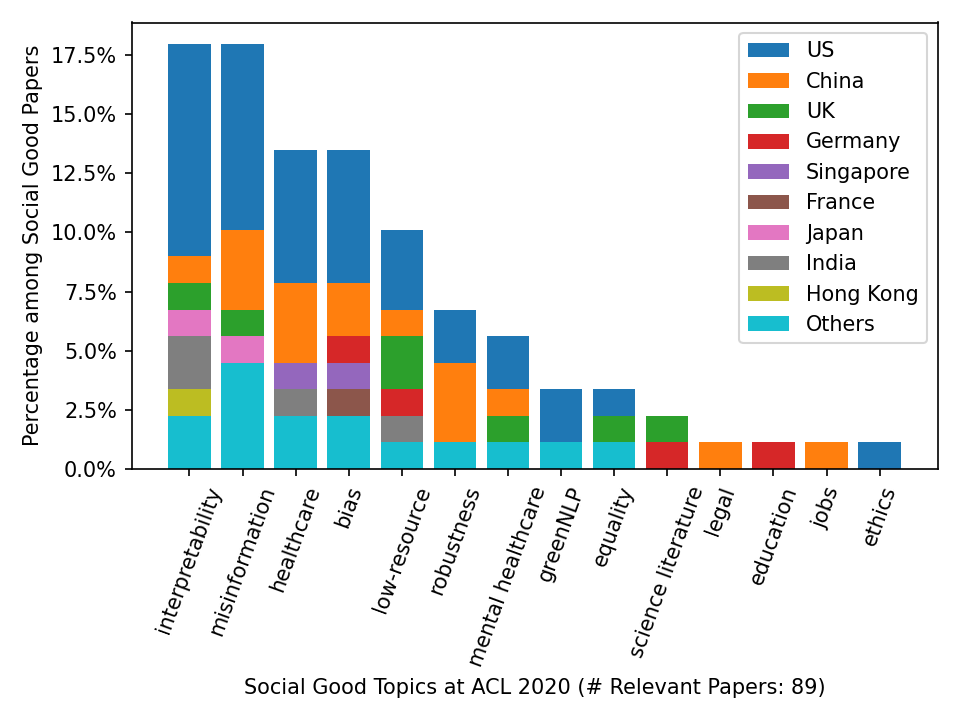 Percentage among Social Good Papers
17.5%
15.0%
12.5%
10.0%
7.5%
5.0%
2.5%
0.0%
US
China
UK
Germany
Singapore
France
Japan
India
Hong Kong
Others
interpretability
misinformation
healthcare
bias
low-resource
robustness
mental healthcare
greenNLP
equality
science literature
legal
education
jobs
ethics
Social Good Topics at ACL 2020 (# Relevant Papers: 89)